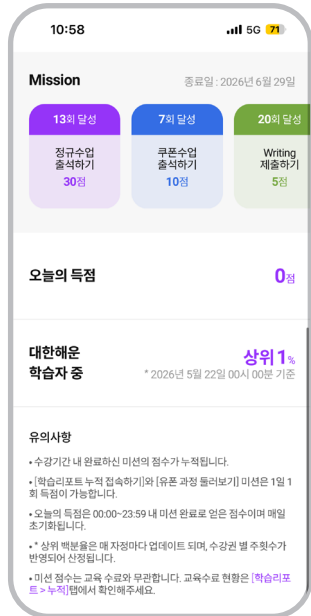 10:58
5G 71
Mission
종료일 : 2026년 6월 29일
13회 달성
정규수업
출석하기
30점
7회 달성
쿠폰수업
출석하기
10점
20회 달성
Writing
제출하기
5점
오늘의 득점
0점
대한해운
학습자 중
상위 1%
* 2026년 5월 22일 00시 00분 기준
유의사항
• 수강기간 내 완료하신 미션의 점수가 누적됩니다.
• [학습리포트 누적 접속하기]와 [유폰 과정 둘러보기] 미션은 1일 1
회 득점이 가능합니다.
• 오늘의 득점은 00:00~23:59 내 미션 완료로 얻은 점수이며 매일
초기화됩니다.
• * 상위 백분율은 매 자정마다 업데이트 되며, 수강권 별 주횟수가
반영되어 산정됩니다.
• 미션 점수는 교육 수료와 무관합니다. 교육수료 현황은 [학습리포
트 > 누적]탭에서 확인해주세요.